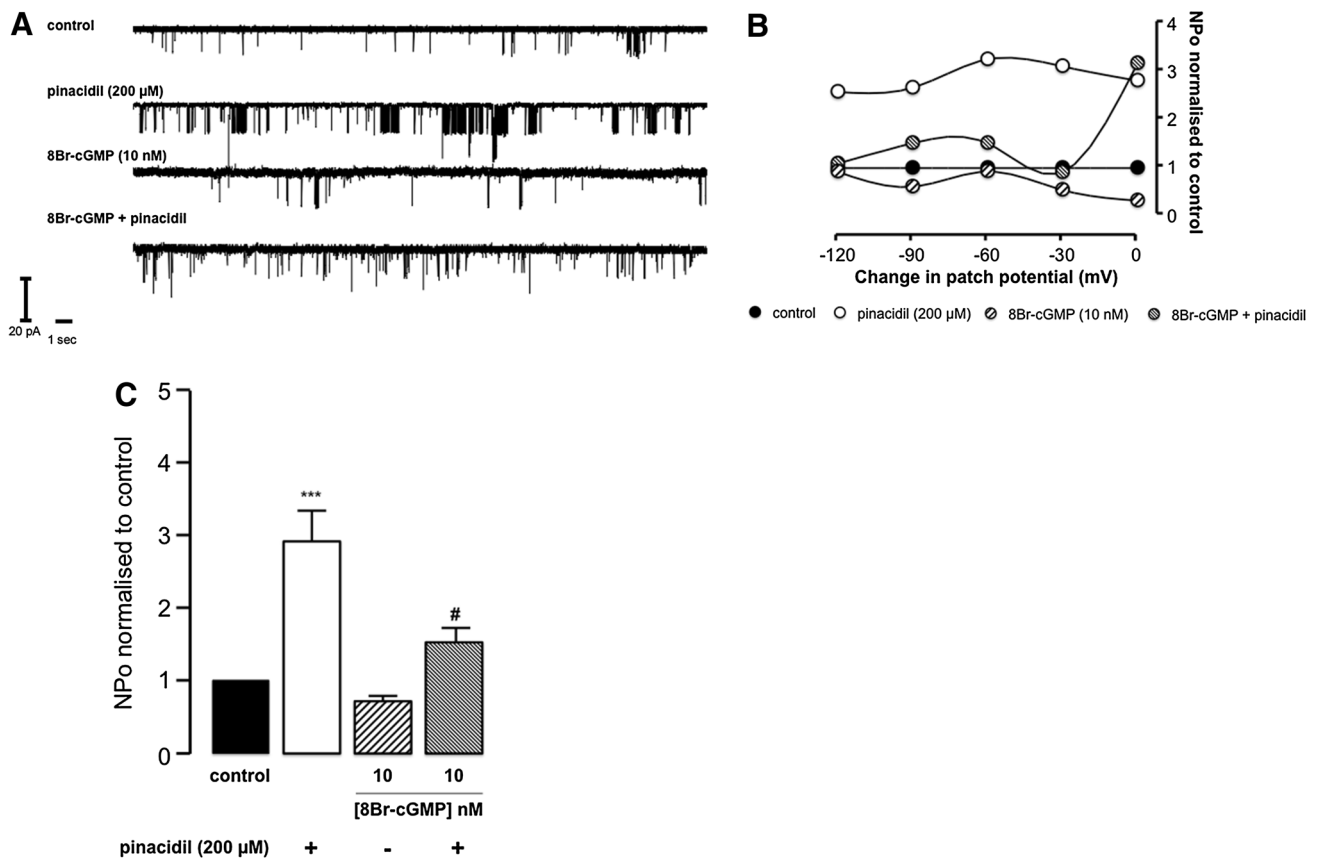 A
control
pinacidil (200 µM)
8Br-cGMP (10 nM)
8Br-cGMP + pinacidil
20 pA
1 sec
B
4
3
2
1
0
NPo normalised to control
-120 -90 -60 -30 0
Change in patch potential (mV)
control pinacidil (200 µM) 8Br-cGMP (10 nM) 8Br-cGMP + pinacidil
C
5
4
3
2
1
0
NPo normalised to control
***
#
control 10 10
[8Br-cGMP] nM
pinacidil (200 µM) + - +